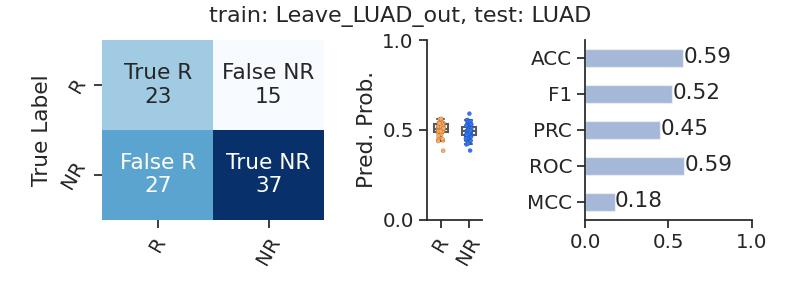 train: Leave_LUAD_out, test: LUAD
True Label
R
NR
True R
23
False NR
15
False R
27
True NR
37
R
NR
Pred. Prob.
1.0
0.5
0.0
R
NR
ACC
F1
PRC
ROC
MCC
0.59
0.52
0.45
0.59
0.18
0.0
0.5
1.0